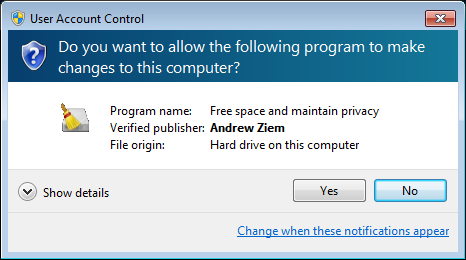 User Account Control
Do you want to allow the following program to make
changes to this computer?
Program name: Free space and maintain privacy
Verified publisher: Andrew Ziem
File origin: Hard drive on this computer
Show details
Yes
No
Change when these notifications appear